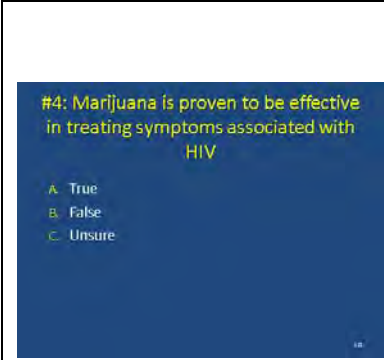 #4: Marijuana is proven to be effective
in treating symptoms associated with
HIV
A. True
B. False
C. Unsure